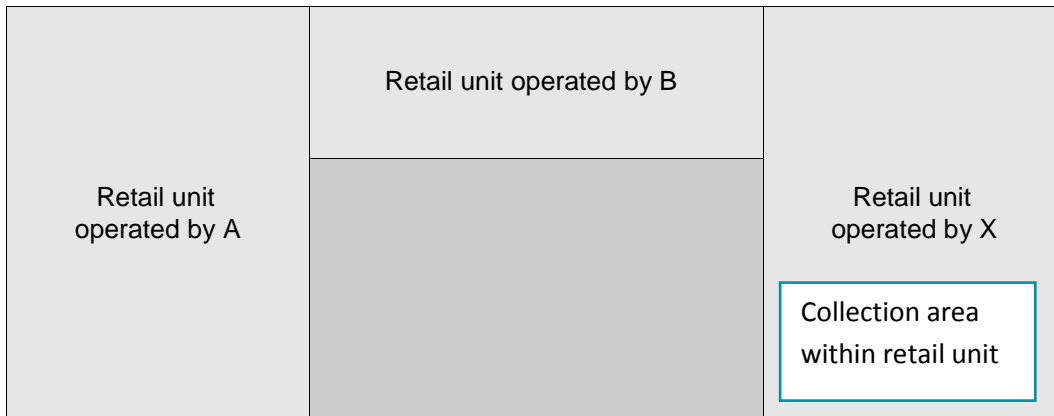 Retail unit operated by B
Retail unit
operated by A
Retail unit
operated by X
Collection area
within retail unit